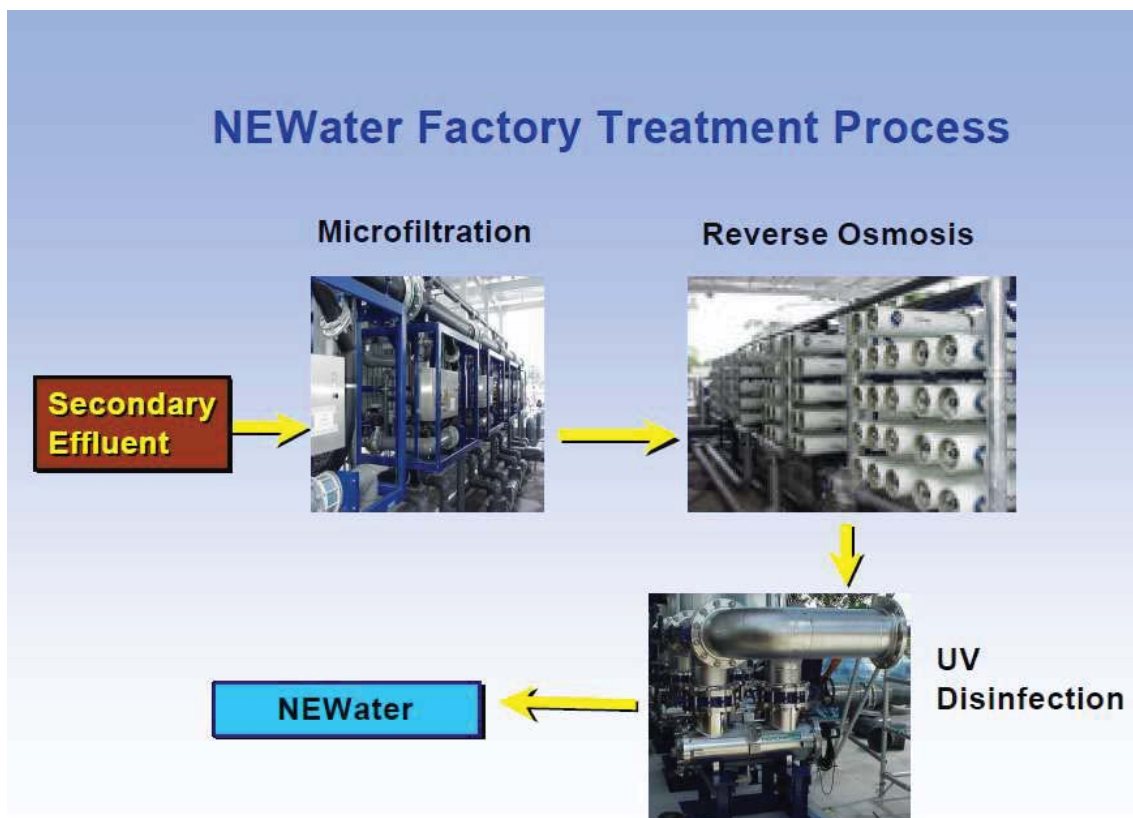 NEWater Factory Treatment Process
Microfiltration
Reverse Osmosis
Secondary
Effluent
UV
Disinfection
NEWater